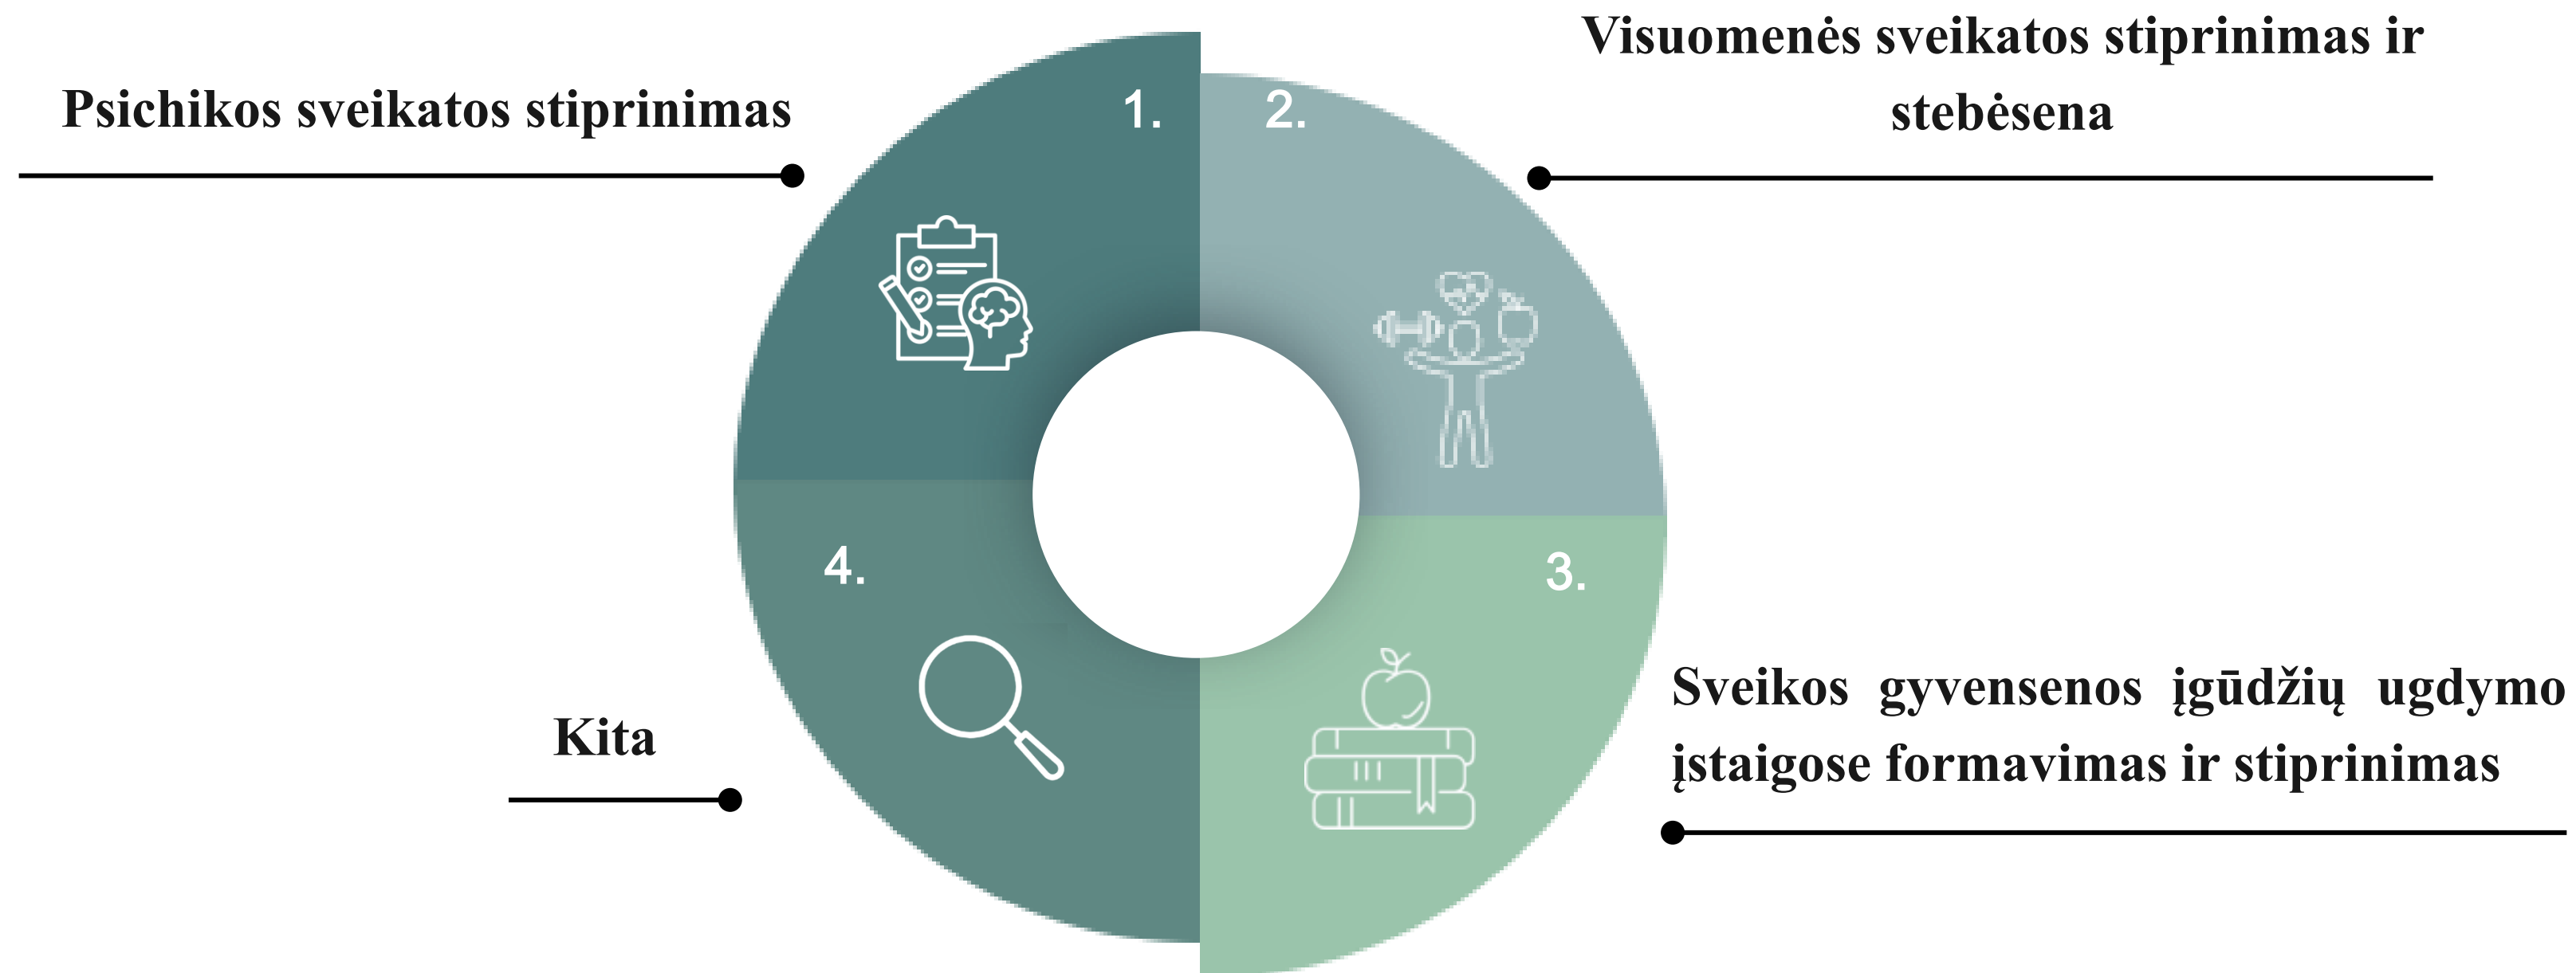 Psichikos sveikatos stiprinimas
1.
2.
Visuomenės sveikatos stiprinimas ir
stebėsena
3.
Sveikos gyvensenos įgūdžių ugdymo
įstaigose formavimas ir stiprinimas
4.
Kita